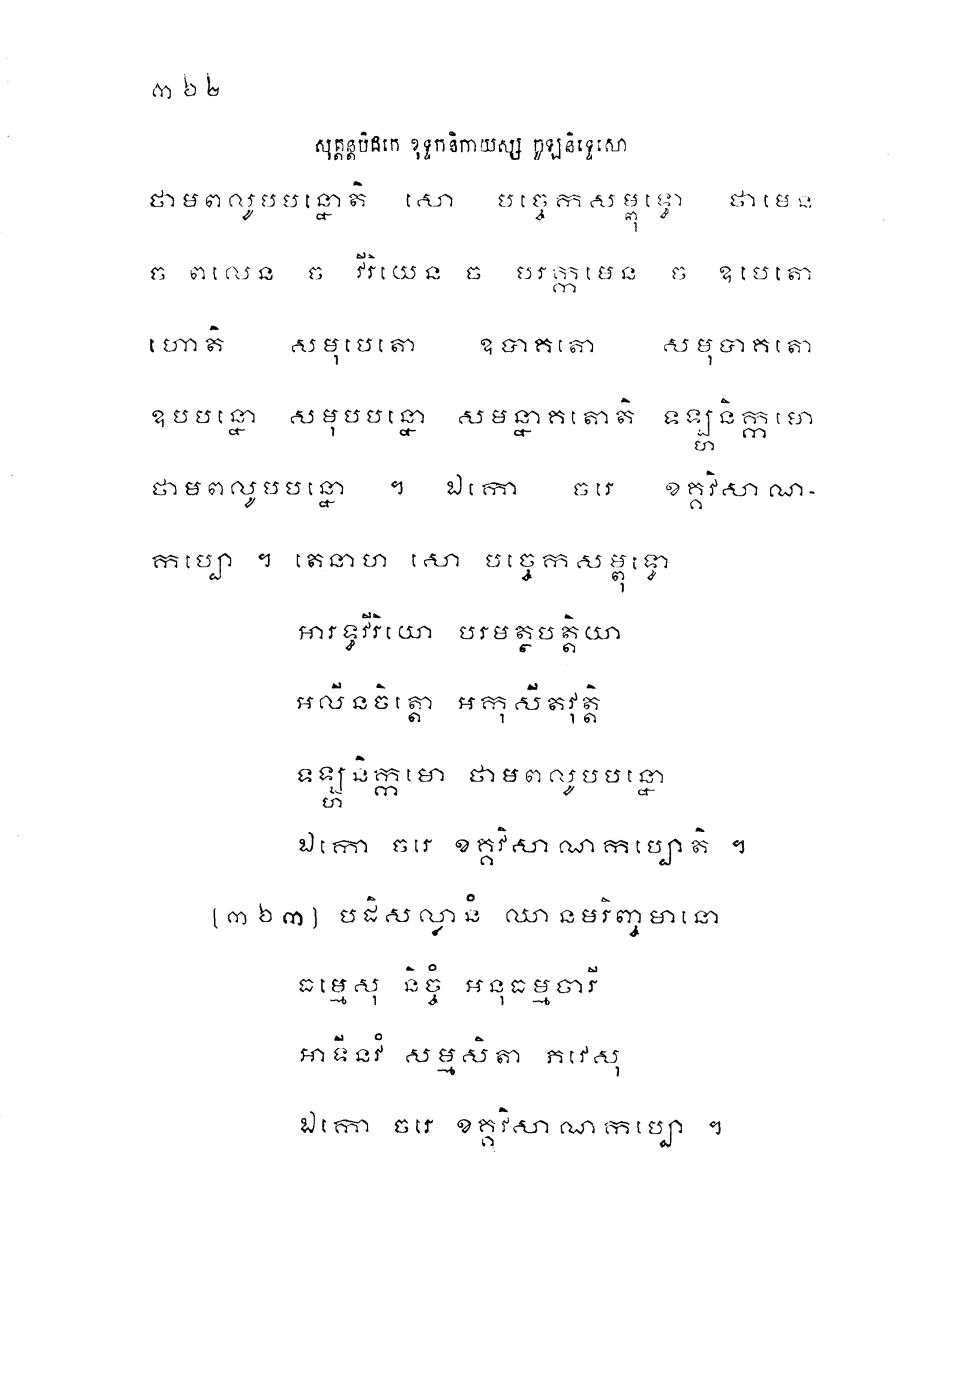 ៣៦២
សុត្តន្តបិដកេ ខុទ្ទកនិកាយស្ស ចូឡនិទ្ទេសោ
ថាមពលូបបន្នោតិ សោ បច្ចេកសម្ពុទ្ធោ ថាមេន
ច ពលេន ច វីរិយេន ច បរក្កមេន ច ឧបេតោ
ហោតិ សមុបេតោ ឧបាគតោ សមុបាគតោ
ឧបបន្នោ សមុបបន្នោ សមន្នាគតោតិ ទឡ្ហនិក្កមោ
ថាមពលូបបន្នោ ។ ឯកោ ចរេ ខគ្គវិសាណ-
កប្បោ ។ តេនាហ សោ បច្ចេកសម្ពុទ្ធោ
អារទ្ធវីរិយោ បរមត្ថបត្តិយា
អលីនចិត្តោ អកុសីតវុត្តិ
ទឡ្ហនិក្កមោ ថាមពលូបបន្នោ
ឯកោ ចរេ ខគ្គវិសាណកប្បោតិ ។
(៣៦៣) បដិសល្លានំ ឈានមរិញ្ចមានោ
ធម្មេសុ និច្ចំ អនុធម្មចារី
អាទីនវំ សម្មសិតា ភវេសុ
ឯកោ ចរេ ខគ្គវិសាណកប្បោ ។